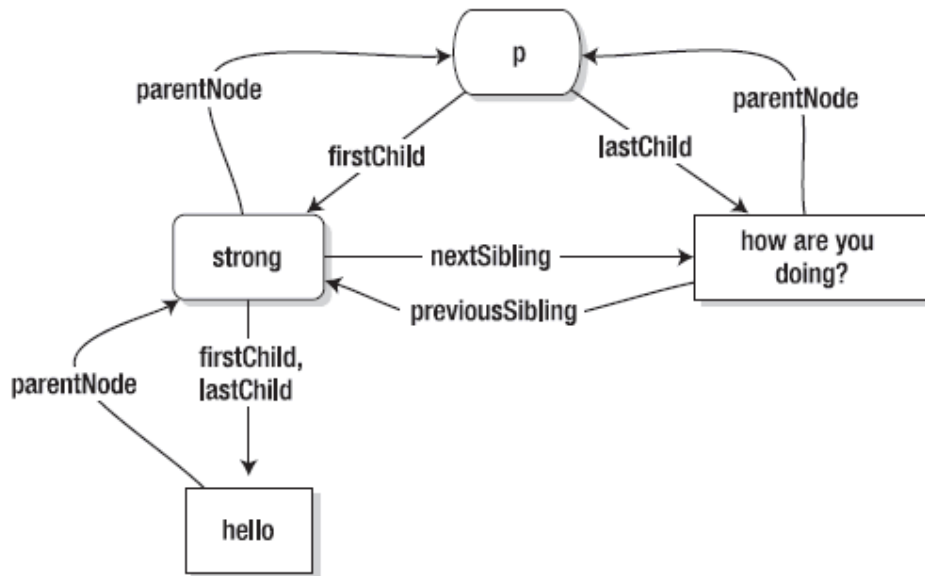 p
parentNode
parentNode
firstChild
lastChild
strong
nextSibling
how are you
doing?
previousSibling
firstChild,
lastChild
parentNode
hello